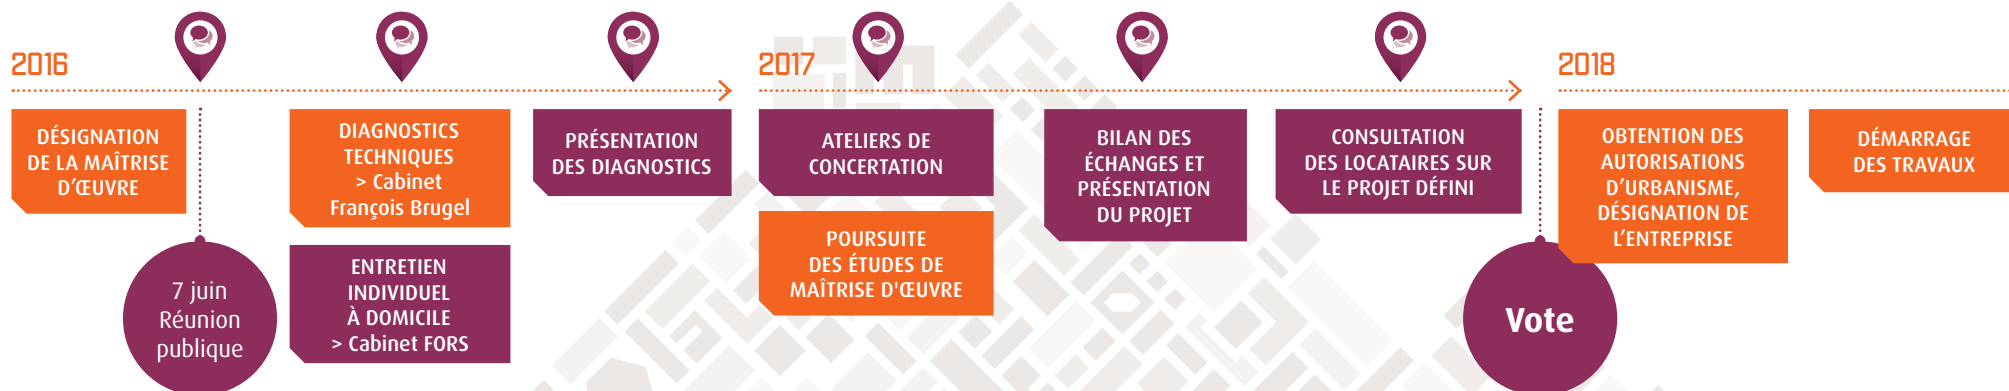 2016
DÉSIGNATION
DE LA MAÎTRISE
D'ŒUVRE
7 juin
Réunion
publique
DIAGNOSTICS
TECHNIQUES
> Cabinet
François Brugel
ENTRETIEN
INDIVIDUEL
À DOMICILE
> Cabinet FORS
PRÉSENTATION
DES DIAGNOSTICS
2017
ATELIERS DE
CONCERTATION
POURSUITE
DES ÉTUDES DE
MAÎTRISE D'ŒUVRE
BILAN DES
ÉCHANGES ET
PRÉSENTATION
DU PROJET
CONSULTATION
DES LOCATAIRES SUR
LE PROJET DÉFINI
Vote
2018
OBTENTION DES
AUTORISATIONS
D'URBANISME,
DÉSIGNATION DE
L'ENTREPRISE
DÉMARRAGE
DES TRAVAUX